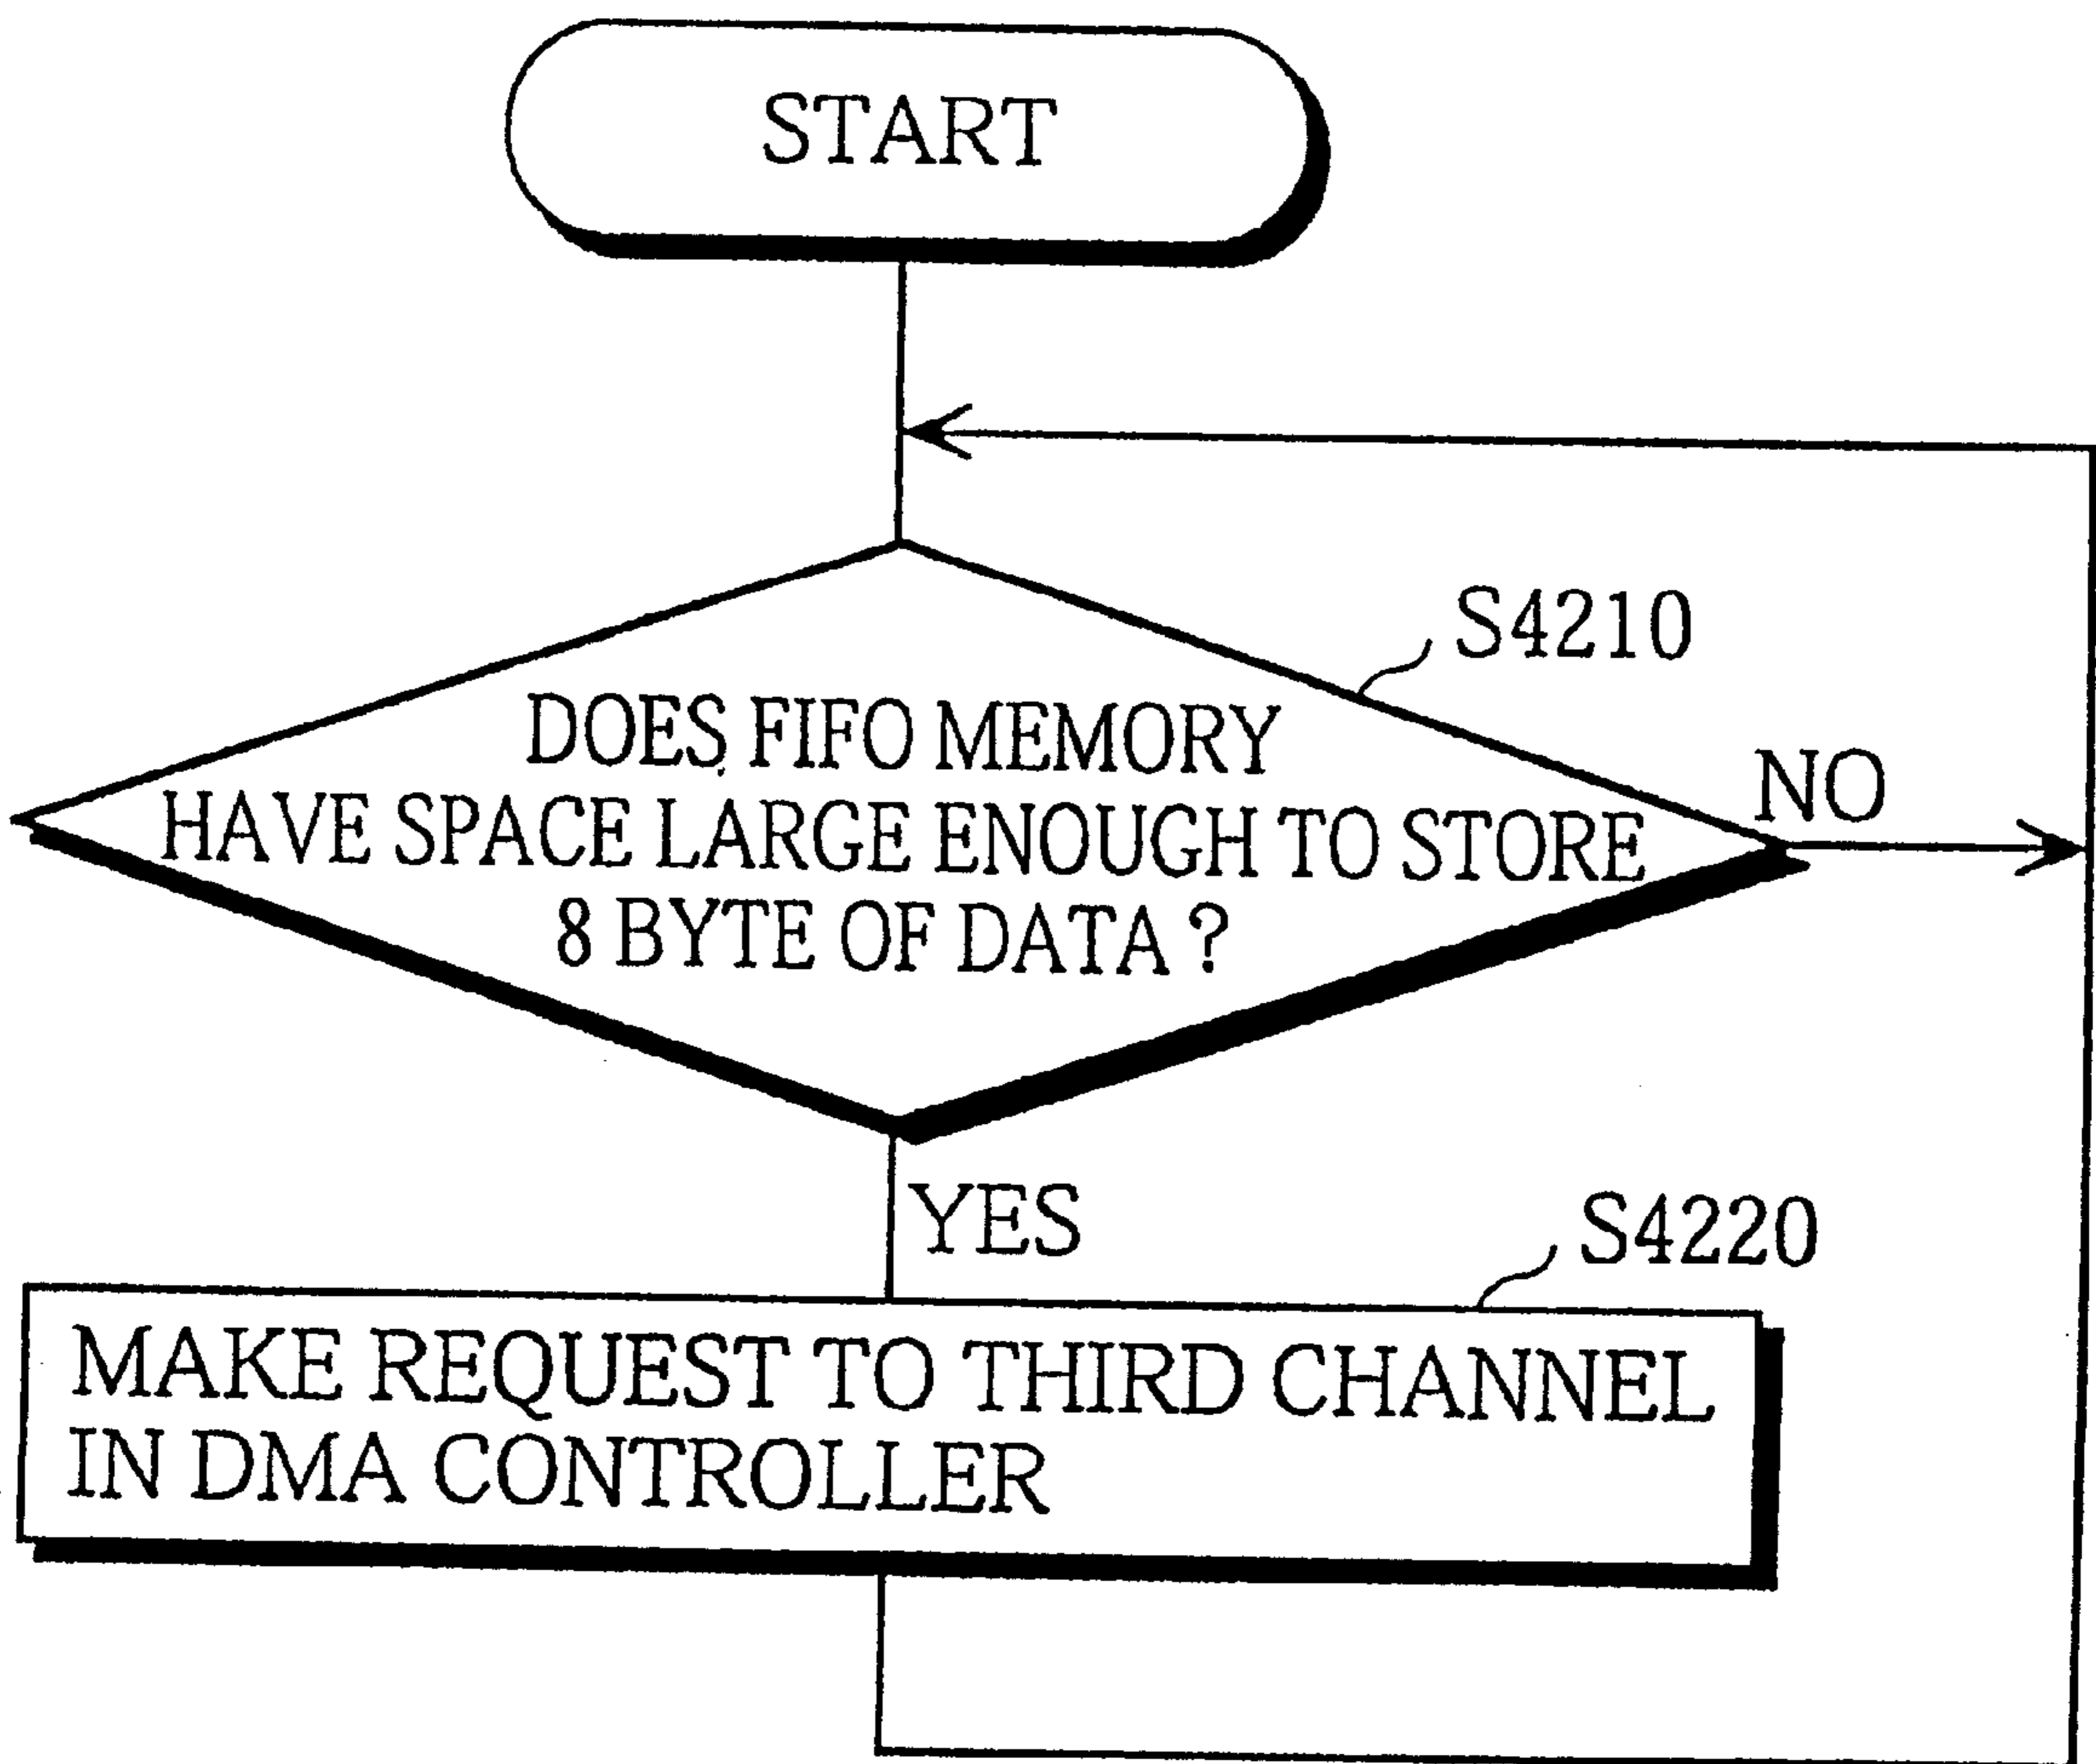 START
S4210
DOES FIFO MEMORY
HAVE SPACE LARGE ENOUGH TO STORE
8 BYTE OF DATA ?
NO
YES
S4220
MAKE REQUEST TO THIRD CHANNEL
IN DMA CONTROLLER